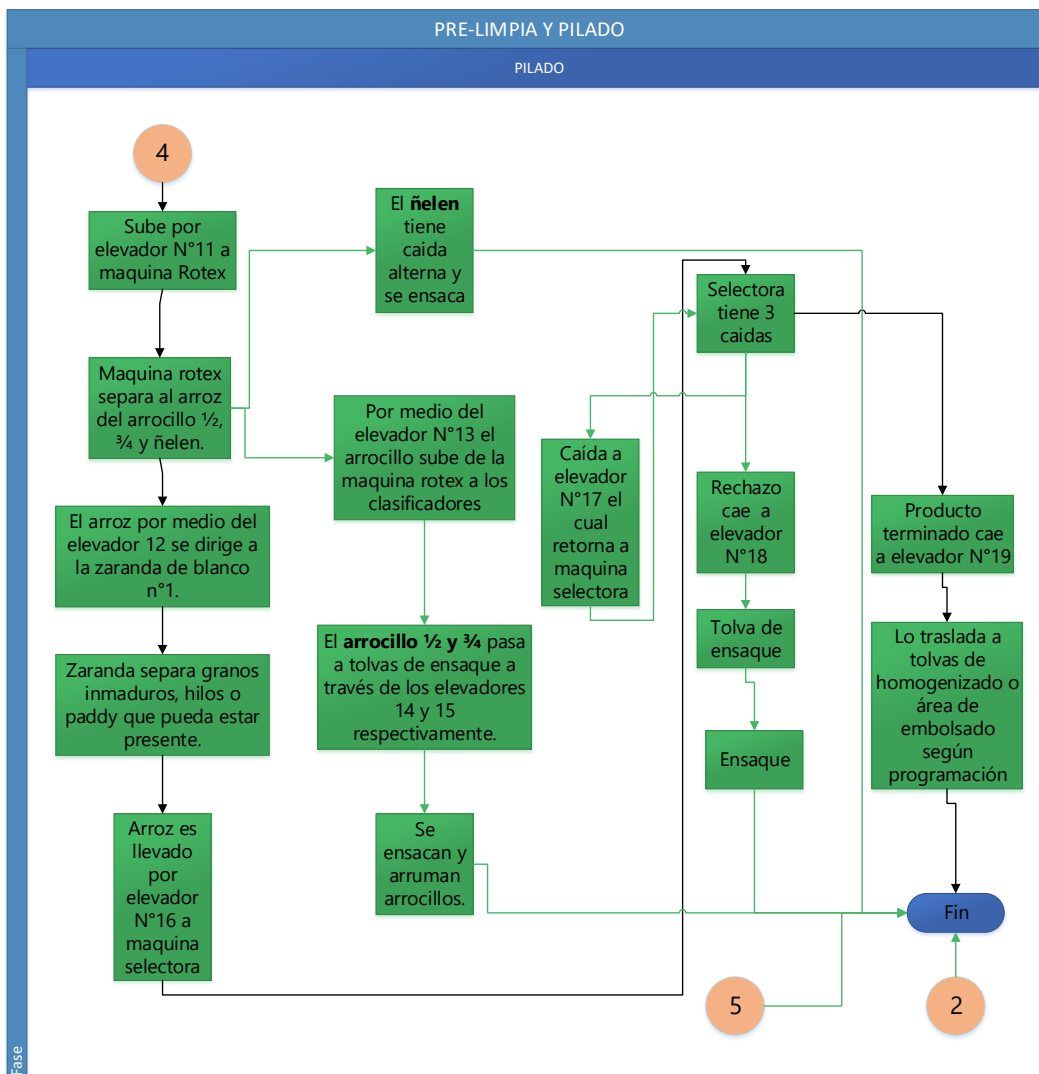 PRE-LIMPIA Y PILADO
PILADO
Fase
4
Sube por
elevador N°11 a
maquina Rotex
Maquina rotex
separa al arroz
del arrocillo ½,
¾ y ñelen.
El arroz por medio del
elevador 12 se dirige a
la zaranda de blanco
n°1.
Zaranda separa granos
inmaduros, hilos o
paddy que pueda estar
presente.
Arroz es
llevado
por
elevador
N°16 a
maquina
selectora
El ñelen
tiene
caida
alterna y
se ensaca
Por medio del
elevador N°13 el
arrocillo sube de la
maquina rotex a los
clasificadores
El arrocillo ½ y ¾ pasa
a tolvas de ensaque a
través de los elevadores
14 y 15
respectivamente.
Se
ensacan y
arruman
arrocillos.
Selectora
tiene 3
caidas
Caída a
elevador
N°17 el
cual
retorna a
maquina
selectora
Rechazo
cae a
elevador
N°18
Tolva de
ensaque
Ensaque
Producto
terminado cae
a elevador N°19
Lo traslada a
tolvas de
homogenizado o
área de
embolsado
según
programación
Fin
5
2